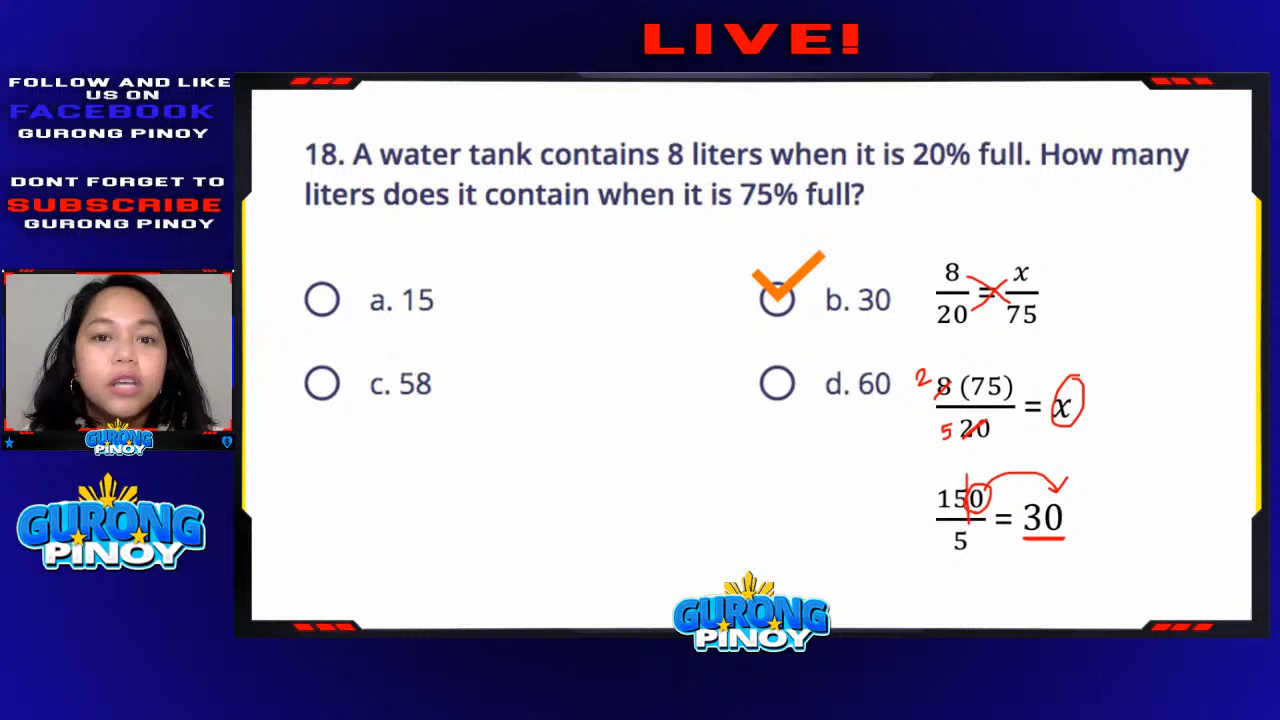 LIVE!
FOLLOW AND LIKE
US ON
FACEBOOK
GURONG PINOY
DONT FORGET TO
SUBSCRIBE
GURONG PINOY
GURONG
PINOY
GURONG
PINOY
18. A water tank contains 8 liters when it is 20% full. How many
liters does it contain when it is 75% full?
a. 15
b. 30
c. 58
d. 60
8/20 = x/75
2
8 (75)/20 = x
5
150/5 = 30
GURONG
PINOY